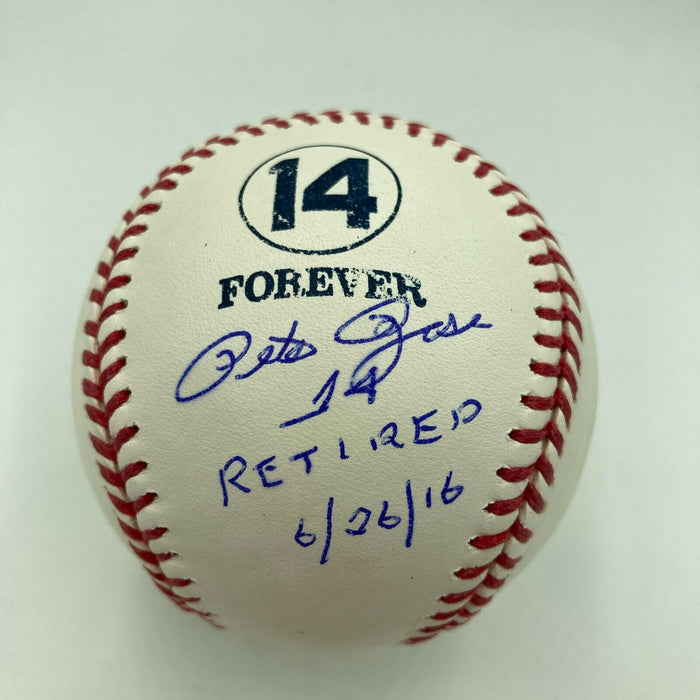 14
FOREVER
Pete Rose
14
RETIRED
6/26/16